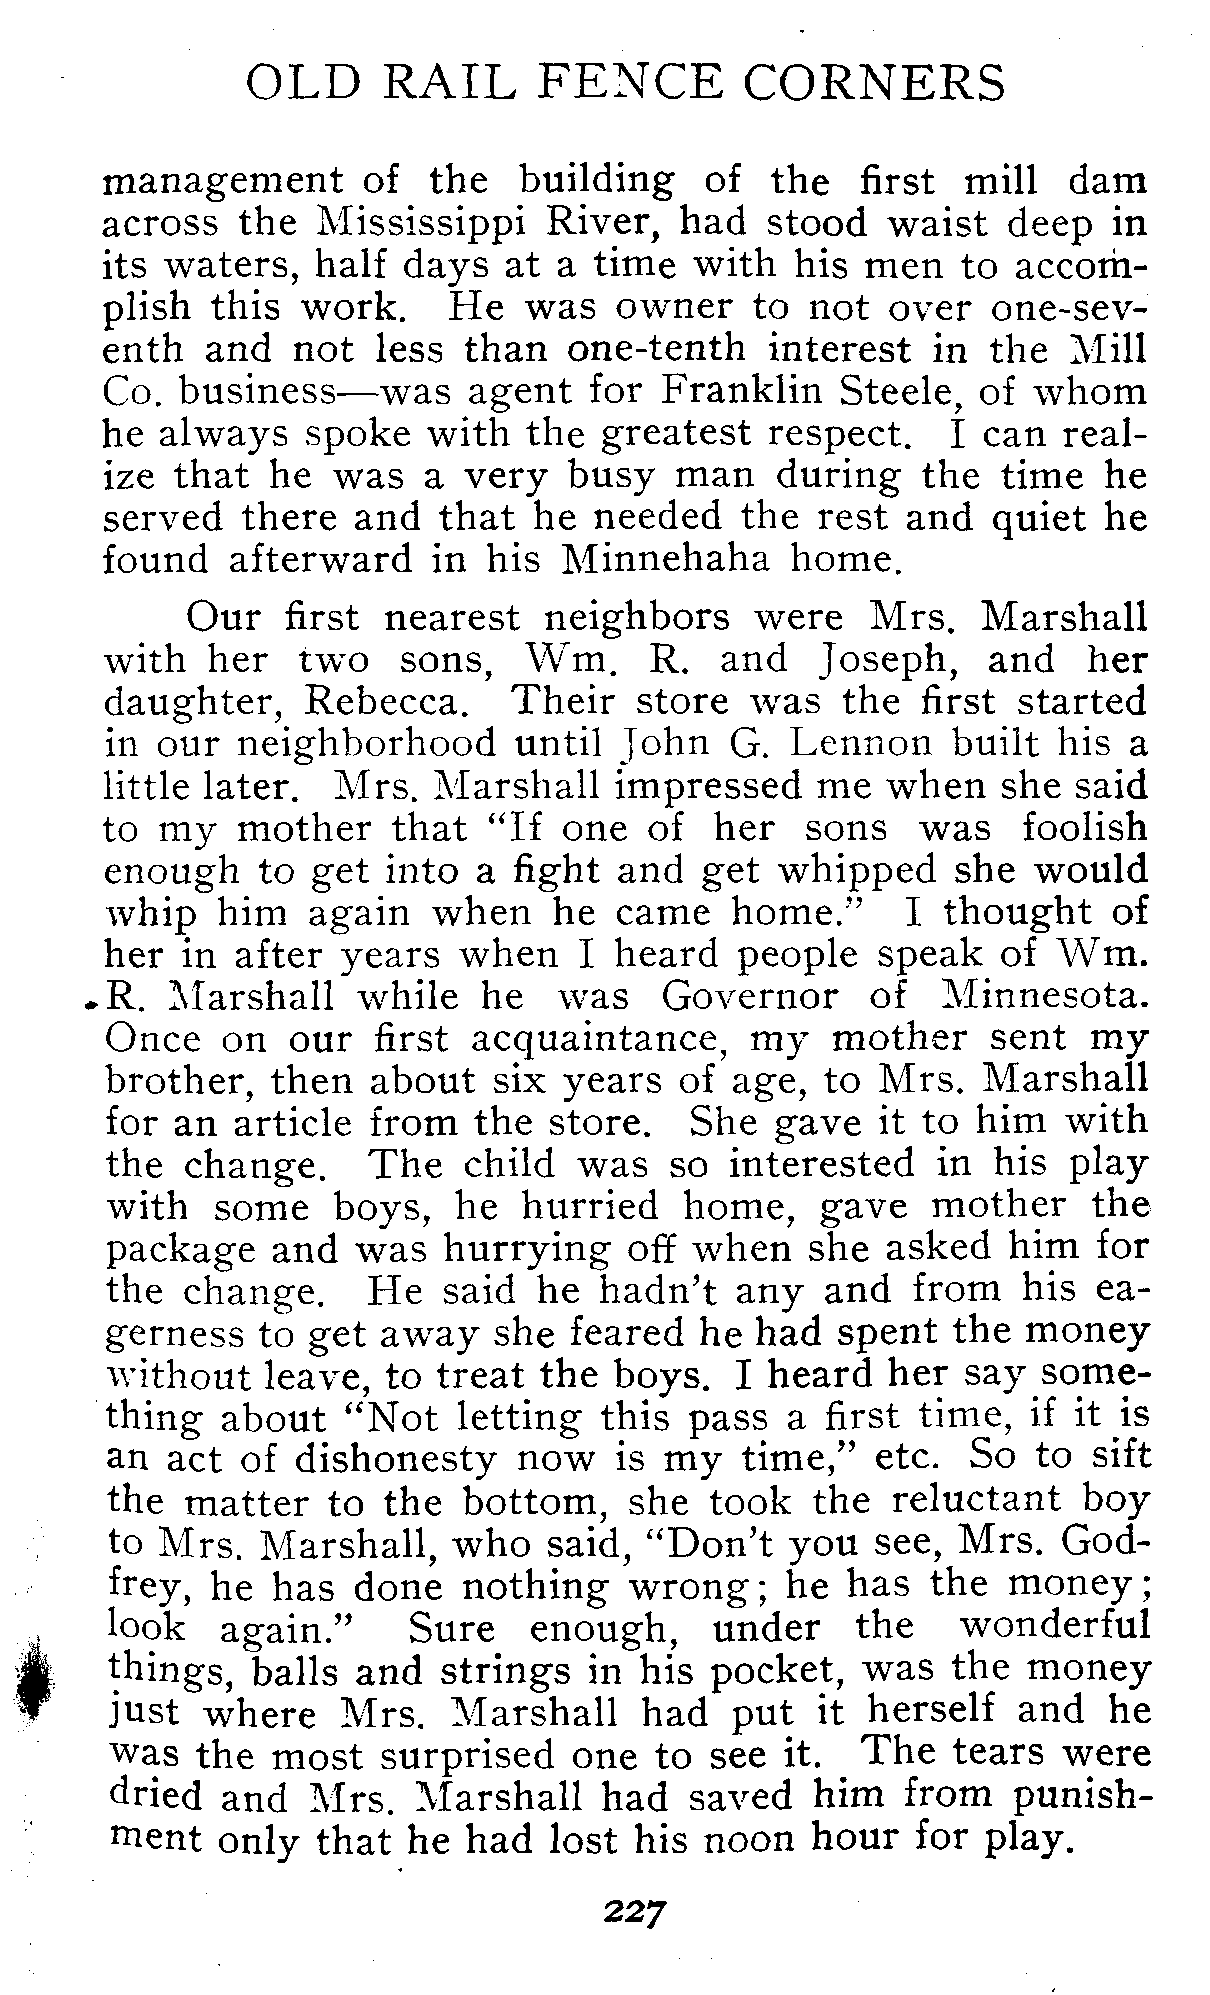 OLD RAIL FENCE CORNERS
management of the building of the first mill dam
across the Mississippi River, had stood waist deep in
its waters, half days at a time with his men to accom-
plish this work. He was owner to not over one-sev-
enth and not less than one-tenth interest in the Mill
Co. business—was agent for Franklin Steele, of whom
he always spoke with the greatest respect. I can real-
ize that he was a very busy man during the time he
served there and that he needed the rest and quiet he
found afterward in his Minnehaha home.
Our first nearest neighbors were Mrs. Marshall
with her two sons, Wm. R. and Joseph, and her
daughter, Rebecca. Their store was the first started
in our neighborhood until John G. Lennon built his a
little later. Mrs. Marshall impressed me when she said
to my mother that "If one of her sons was foolish
enough to get into a fight and get whipped she would
whip him again when he came home." I thought of
her in after years when I heard people speak of Wm.
R. Marshall while he was Governor of Minnesota.
Once on our first acquaintance, my mother sent my
brother, then about six years of age, to Mrs. Marshall
for an article from the store. She gave it to him with
the change. The child was so interested in his play
with some boys, he hurried home, gave mother the
package and was hurrying off when she asked him for
the change. He said he hadn't any and from his ea-
gerness to get away she feared he had spent the money
without leave, to treat the boys. I heard her say some-
thing about "Not letting this pass a first time, if it is
an act of dishonesty now is my time," etc. So to sift
the matter to the bottom, she took the reluctant boy
to Mrs. Marshall, who said, "Don't you see, Mrs. God-
frey, he has done nothing wrong; he has the money;
look again." Sure enough, under the wonderful
things, balls and strings in his pocket, was the money
just where Mrs. Marshall had put it herself and he
was the most surprised one to see it. The tears were
dried and Mrs. Marshall had saved him from punish-
ment only that he had lost his noon hour for play.
227